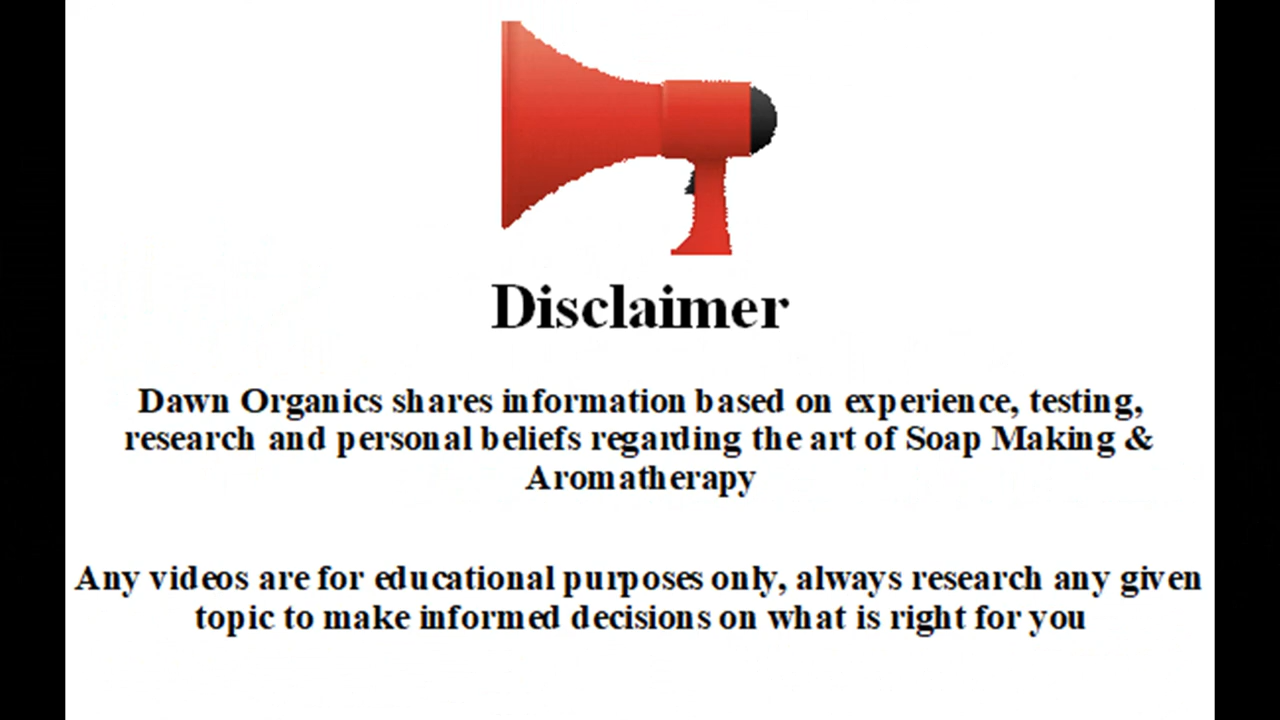 Disclaimer
Dawn Organics shares information based on experience, testing,
research and personal beliefs regarding the art of Soap Making &
Aromatherapy
Any videos are for educational purposes only, always research any given
topic to make informed decisions on what is right for you